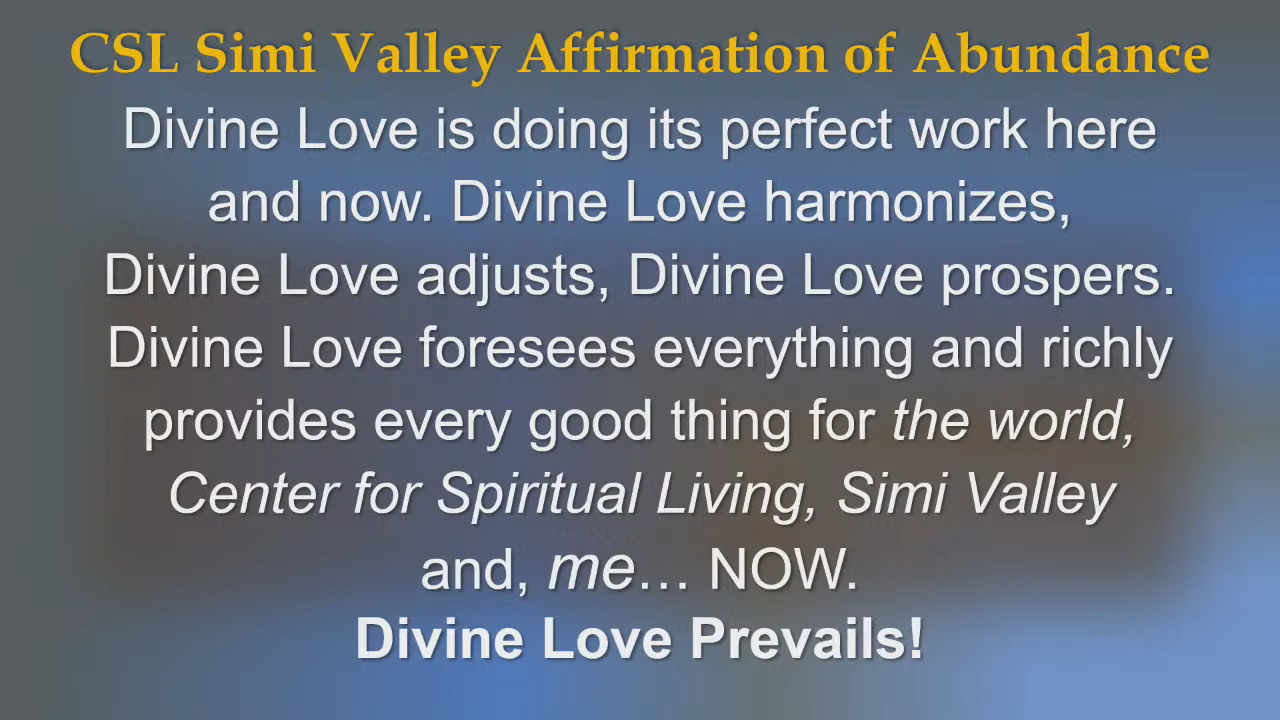 CSL Simi Valley Affirmation of Abundance
Divine Love is doing its perfect work here
and now. Divine Love harmonizes,
Divine Love adjusts, Divine Love prospers.
Divine Love foresees everything and richly
provides every good thing for the world,
Center for Spiritual Living, Simi Valley
and, me… NOW.
Divine Love Prevails!